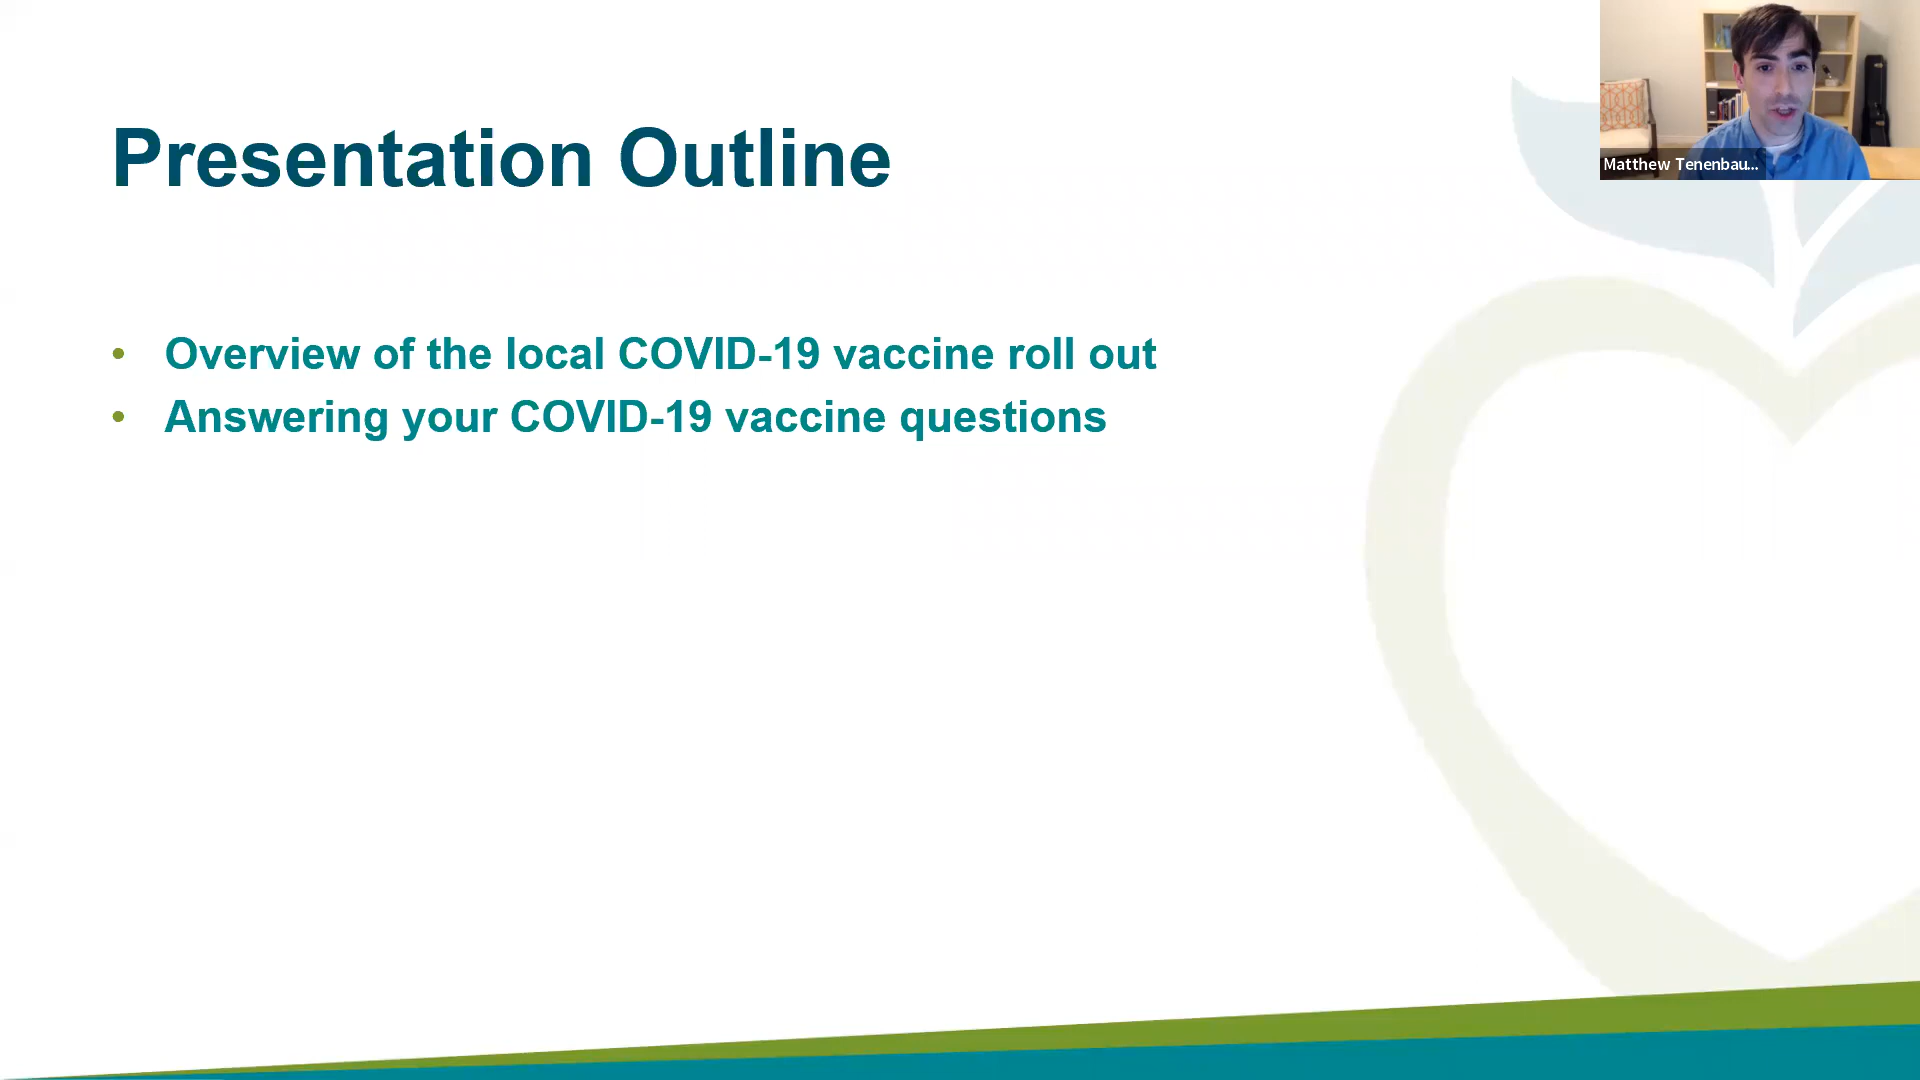 Presentation Outline
• Overview of the local COVID-19 vaccine roll out
• Answering your COVID-19 vaccine questions
Matthew Tenenbau...